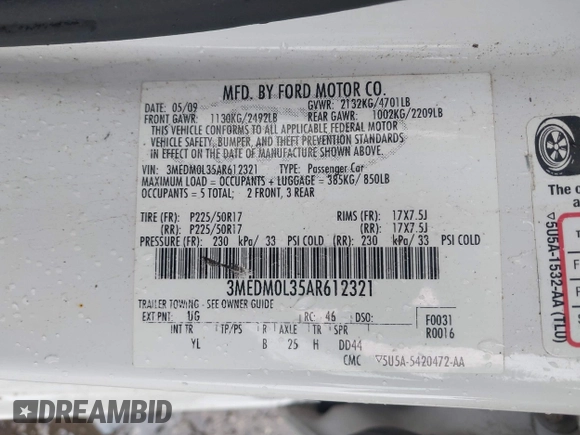 MFD. BY FORD MOTOR CO.
DATE: 05/09 GVWR: 2132KG/4701LB
FRONT GAWR: 1130KG/2492LB REAR GAWR: 1002KG/2209LB
THIS VEHICLE CONFORMS TO ALL APPLICABLE FEDERAL MOTOR
VEHICLE SAFETY, BUMPER, AND THEFT PREVENTION STANDARDS
IN EFFECT ON THE DATE OF MANUFACTURE SHOWN ABOVE.
VIN: 3MEDM0L35AR612321 TYPE: Passenger Car
MAXIMUM LOAD = OCCUPANTS + LUGGAGE = 385KG/ 850LB
OCCUPANTS = 5 TOTAL: 2 FRONT, 3 REAR
TIRE (FR): P225/50R17 RIMS (FR): 17X7.5J
(RR): P225/50R17 (RR): 17X7.5J
PRESSURE (FR): 230 kPa/ 33 PSI COLD (RR): 230 kPa/ 33 PSI COLD
3MEDM0L35AR612321
TRAILER TOWING - SEE OWNER GUIDE
EXT PNT: UG RC: 46 DSO: F0031
R0016
INT TR TP/PS R AXLE TR SPR
YL B 25 H DD44
CMC ▽5U5A-5420472-AA
The c
a
T
F
5U5A-1532-AA (TL0)
DREAMBID